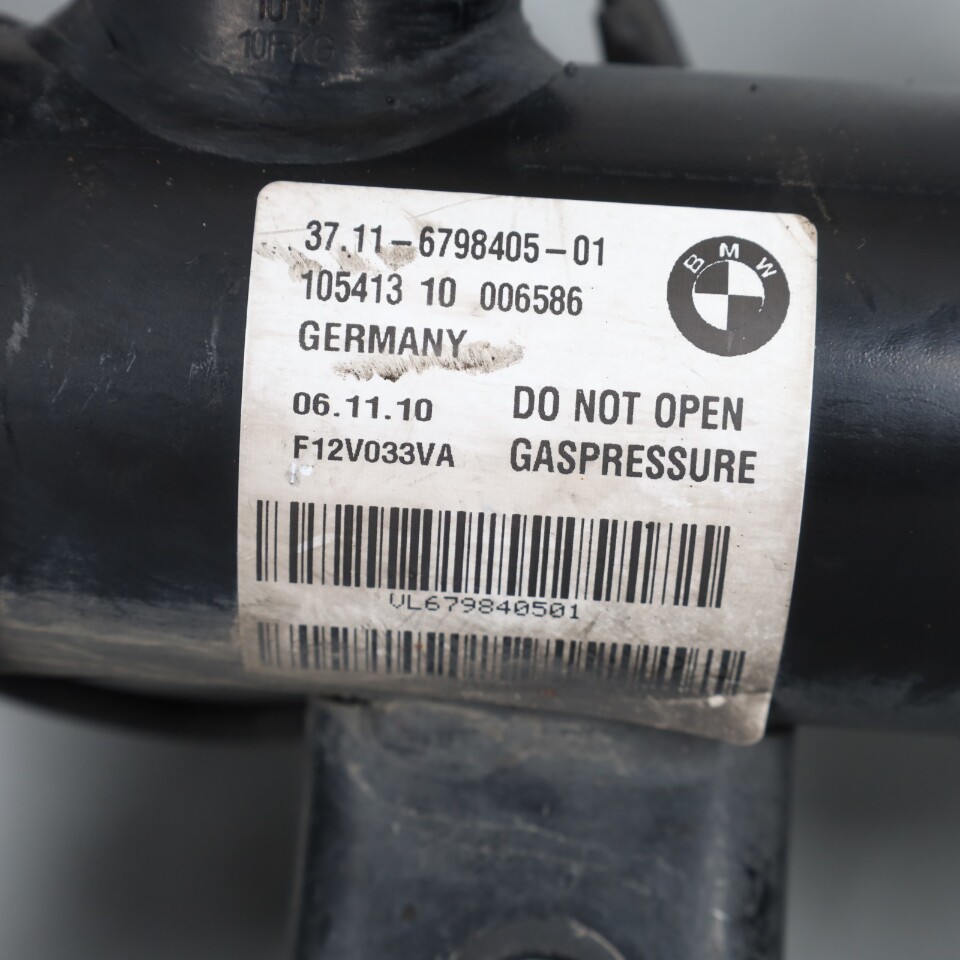 37.11-6798405-01
105413 10 006586
GERMANY
BMW
06.11.10
DO NOT OPEN
F12V033VA
GASPRESSURE
VL679840501